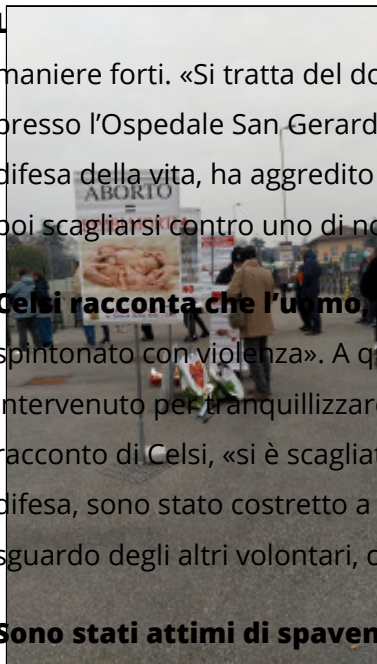 maniere forti. «Si tratta del do
presso l’Ospedale San Gerard
difesa della vita, ha aggredito
poi scagliarsi contro uno di no
ABORTO
Celsi racconta che l’uomo,
spintonato con violenza». A q
intervenuto per tranquillizzar
racconto di Celsi, «si è scagliat
difesa, sono stato costretto a
sguardo degli altri volontari, c
Sono stati attimi di spaven